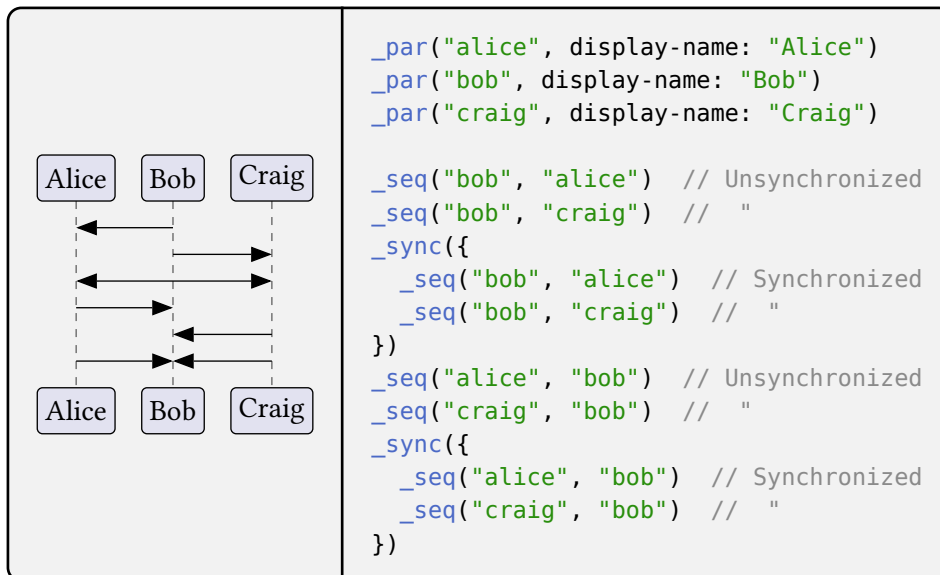 Alice Bob Craig
Alice Bob Craig
_par("alice", display-name: "Alice")
_par("bob", display-name: "Bob")
_par("craig", display-name: "Craig")
_seq("bob", "alice")  // Unsynchronized
_seq("bob", "craig")  //  "
_sync({
  _seq("bob", "alice")  // Synchronized
  _seq("bob", "craig")  //  "
})
_seq("alice", "bob")  // Unsynchronized
_seq("craig", "bob")  //  "
_sync({
  _seq("alice", "bob")  // Synchronized
  _seq("craig", "bob")  //  "
})